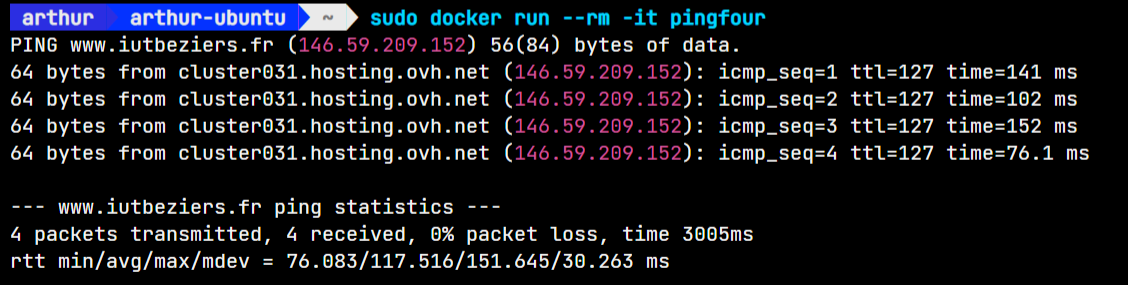 arthur arthur-ubuntu ~ sudo docker run --rm -it pingfour
PING www.iutbeziers.fr (146.59.209.152) 56(84) bytes of data.
64 bytes from cluster031.hosting.ovh.net (146.59.209.152): icmp_seq=1 ttl=127 time=141 ms
64 bytes from cluster031.hosting.ovh.net (146.59.209.152): icmp_seq=2 ttl=127 time=102 ms
64 bytes from cluster031.hosting.ovh.net (146.59.209.152): icmp_seq=3 ttl=127 time=152 ms
64 bytes from cluster031.hosting.ovh.net (146.59.209.152): icmp_seq=4 ttl=127 time=76.1 ms
--- www.iutbeziers.fr ping statistics ---
4 packets transmitted, 4 received, 0% packet loss, time 3005ms
rtt min/avg/max/mdev = 76.083/117.516/151.645/30.263 ms